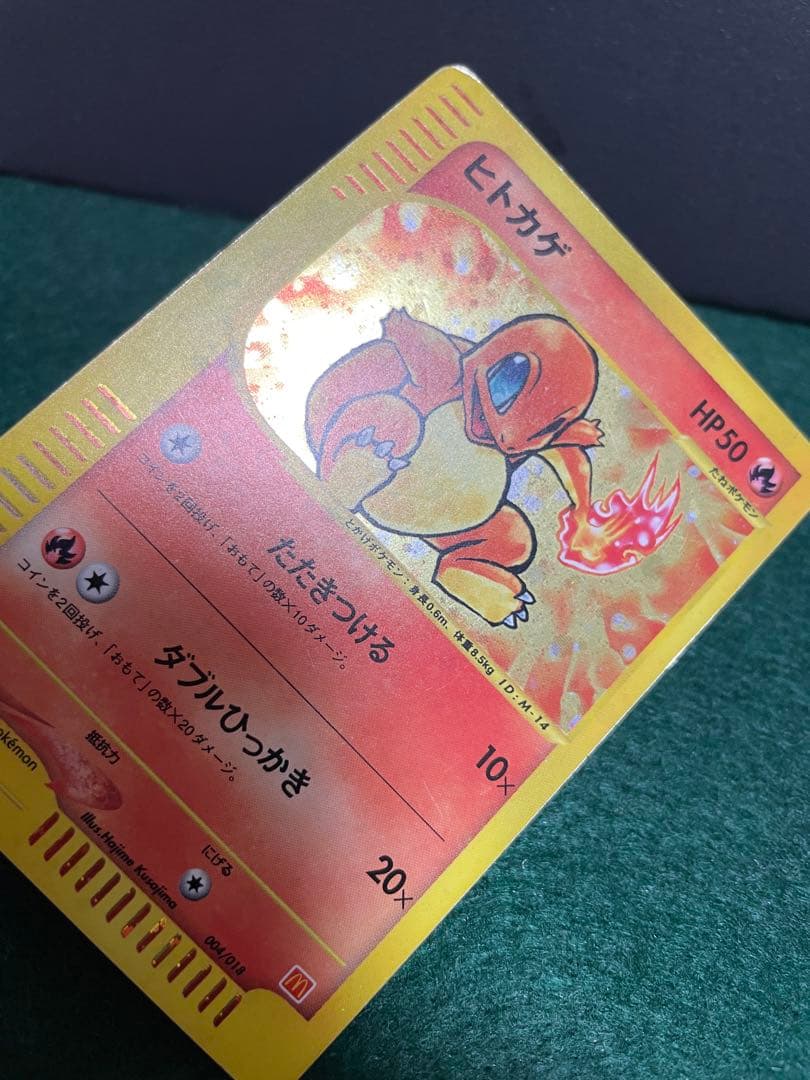 ヒトカゲ
HP50
たねポケモン
とかげポケモン：身長0.6m、体重8.5kg ID:M-14
たたきつける
10×
コインを2回投げ、「おもて」の数×10ダメージ。
ダブルひっかき
20×
コインを2回投げ、「おもて」の数×20ダメージ。
抵抗力
にげる
okémon
Illus.Hajime Kusajima
004/018
M